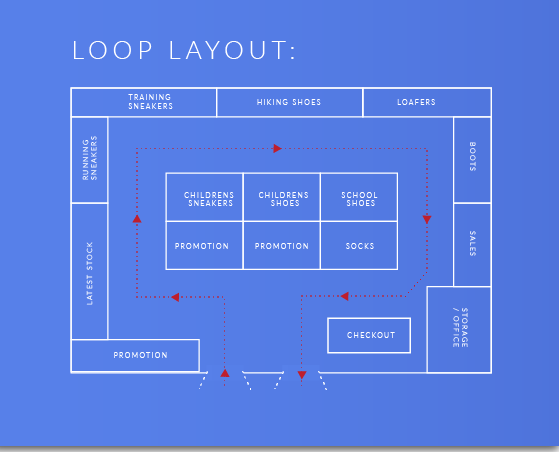 LOOP LAYOUT:
TRAINING
SNEAKERS
HIKING SHOES
LOAFERS
RUNNING
SNEAKERS
BOOTS
CHILDRENS
SNEAKERS
CHILDRENS
SHOES
SCHOOL
SHOES
PROMOTION
PROMOTION
SOCKS
SALES
LATEST STOCK
STORAGE
/ OFFICE
CHECKOUT
PROMOTION